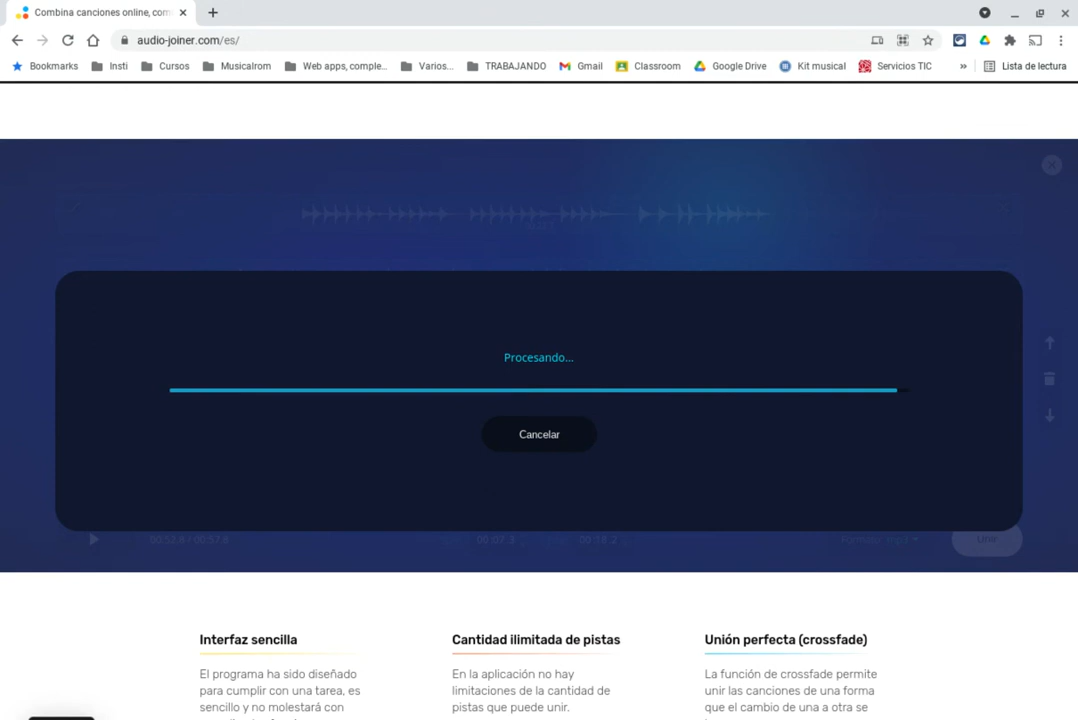 Combina canciones online, com
audio-joiner.com/es/
Bookmarks Insti Cursos Musicalrom Web apps, comple... Varios... TRABAJANDO Gmail Classroom Google Drive Kit musical Servicios TIC » Lista de lectura
Procesando...
Cancelar
00:52.8 / 00:57.6 00:07.3 00:18.2 Formato: mp3 Unir
Interfaz sencilla
El programa ha sido diseñado
para cumplir con una tarea, es
sencillo y no molestará con
Cantidad ilimitada de pistas
En la aplicación no hay
limitaciones de la cantidad de
pistas que puede unir.
Unión perfecta (crossfade)
La función de crossfade permite
unir las canciones de una forma
que el cambio de una a otra se